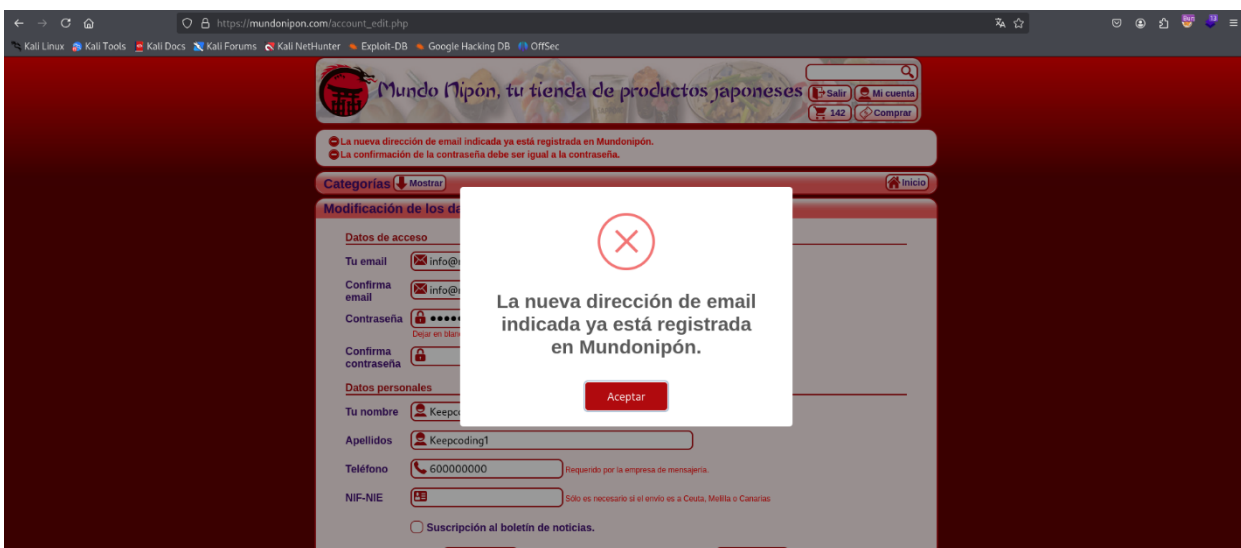 https://mundonipon.com/account_edit.php
Kali Linux Kali Tools Kali Docs Kali Forums Kali NetHunter Exploit-DB Google Hacking DB OffSec
Mundo Nipón, tu tienda de productos japoneses
Salir Mi cuenta
142 Comprar
La nueva dirección de email indicada ya está registrada en Mundonipón.
La confirmación de la contraseña debe ser igual a la contraseña.
Categorías Mostrar Inicio
Modificación de los da
Datos de acceso
Tu email info@
Confirma
email info@
Contraseña
Dejar en blan
Confirma
contraseña
Datos personales
Tu nombre Keepco
Apellidos Keepcoding1
Teléfono 600000000 Requerido por la empresa de mensajería.
NIF-NIE Sólo es necesario si el envío es a Ceuta, Melilla o Canarias
Suscripción al boletín de noticias.
La nueva dirección de email
indicada ya está registrada
en Mundonipón.
Aceptar